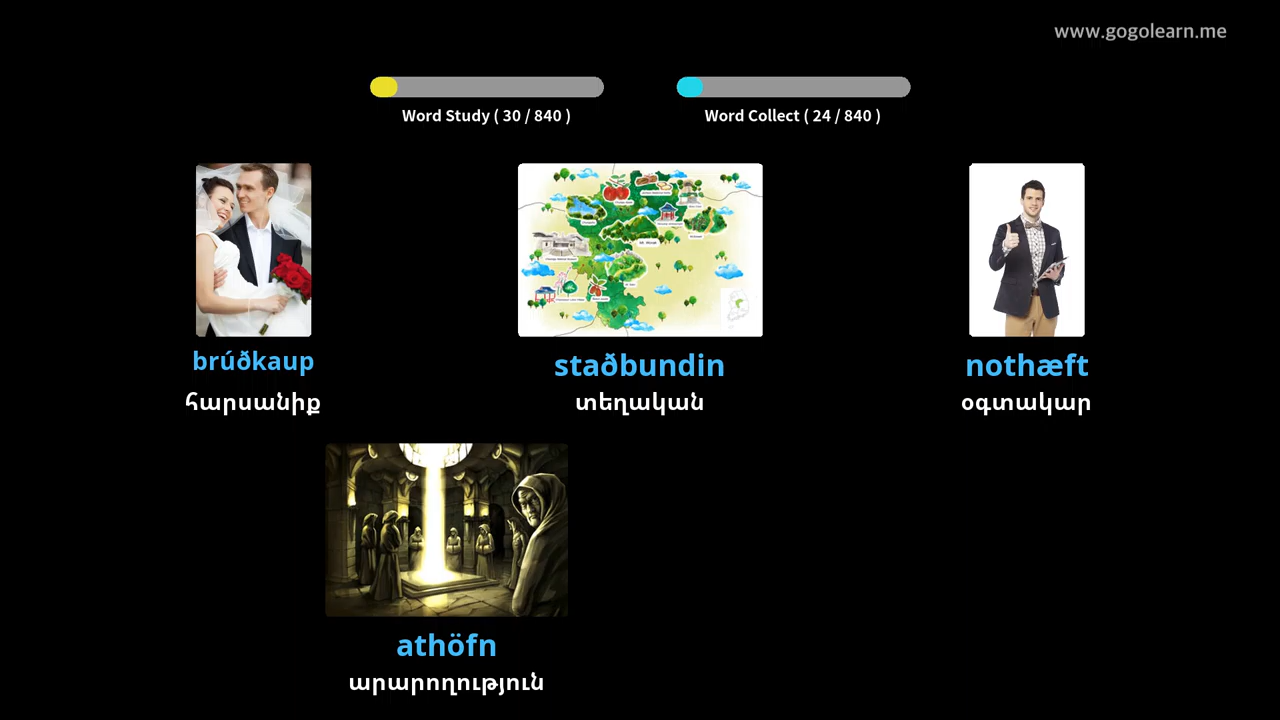 www.gogolearn.me
Word Study ( 30 / 840 )
Word Collect ( 24 / 840 )
brúðkaup
staðbundin
nothæft
հարսանիք
տեղական
օգտակար
athöfn
արարողություն